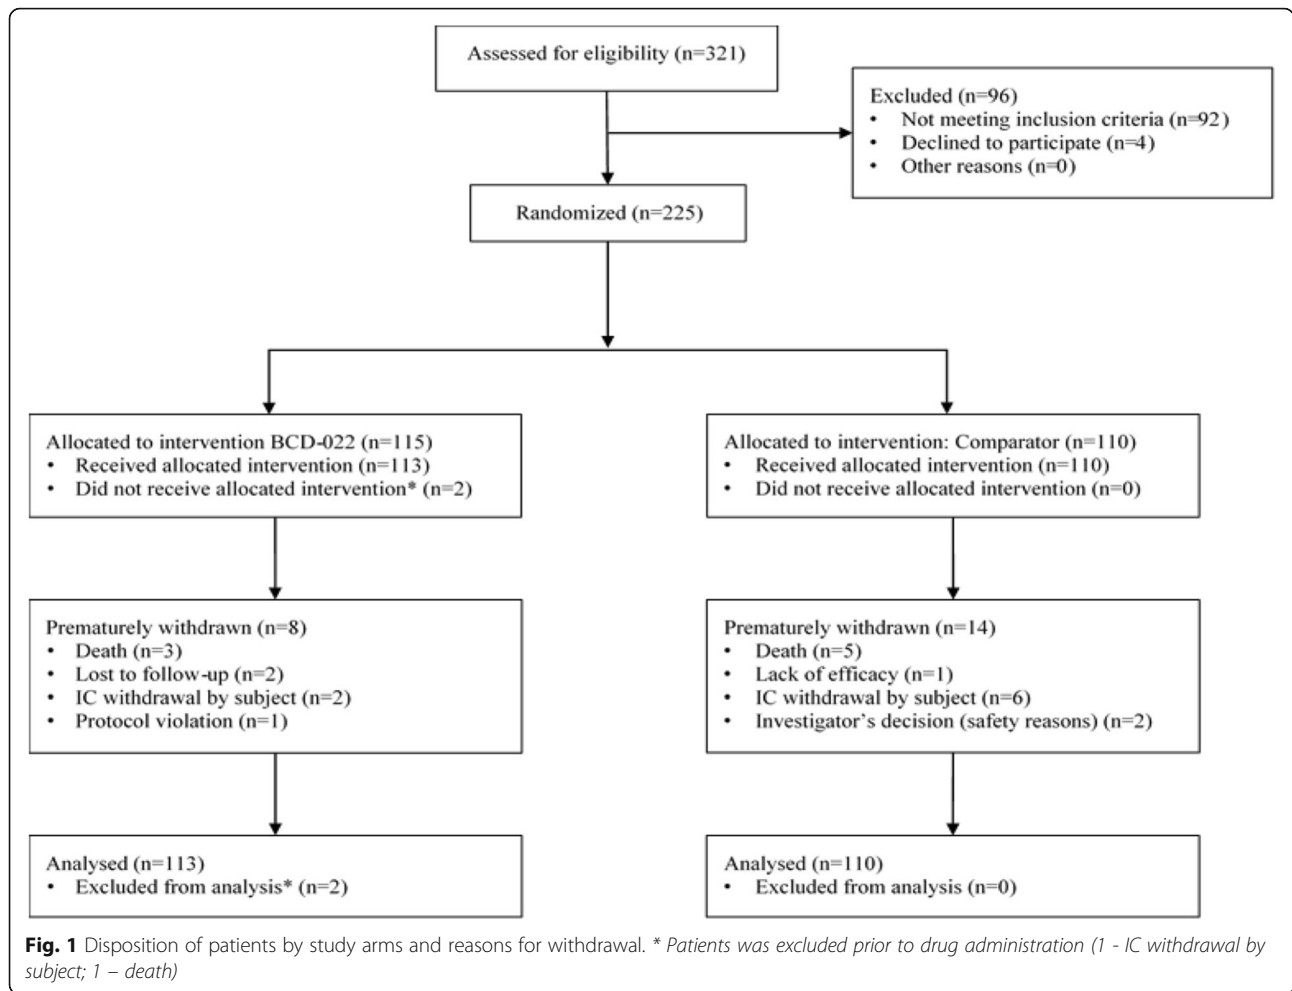 Assessed for eligibility (n=321)
Excluded (n=96)
• Not meeting inclusion criteria (n=92)
• Declined to participate (n=4)
• Other reasons (n=0)
Randomized (n=225)
Allocated to intervention BCD-022 (n=115)
• Received allocated intervention (n=113)
• Did not receive allocated intervention* (n=2)
Allocated to intervention: Comparator (n=110)
• Received allocated intervention (n=110)
• Did not receive allocated intervention (n=0)
Prematurely withdrawn (n=8)
• Death (n=3)
• Lost to follow-up (n=2)
• IC withdrawal by subject (n=2)
• Protocol violation (n=1)
Prematurely withdrawn (n=14)
• Death (n=5)
• Lack of efficacy (n=1)
• IC withdrawal by subject (n=6)
• Investigator's decision (safety reasons) (n=2)
Analysed (n=113)
• Excluded from analysis* (n=2)
Analysed (n=110)
• Excluded from analysis (n=0)
Fig. 1 Disposition of patients by study arms and reasons for withdrawal. * Patients was excluded prior to drug administration (1 - IC withdrawal by
subject; 1 – death)